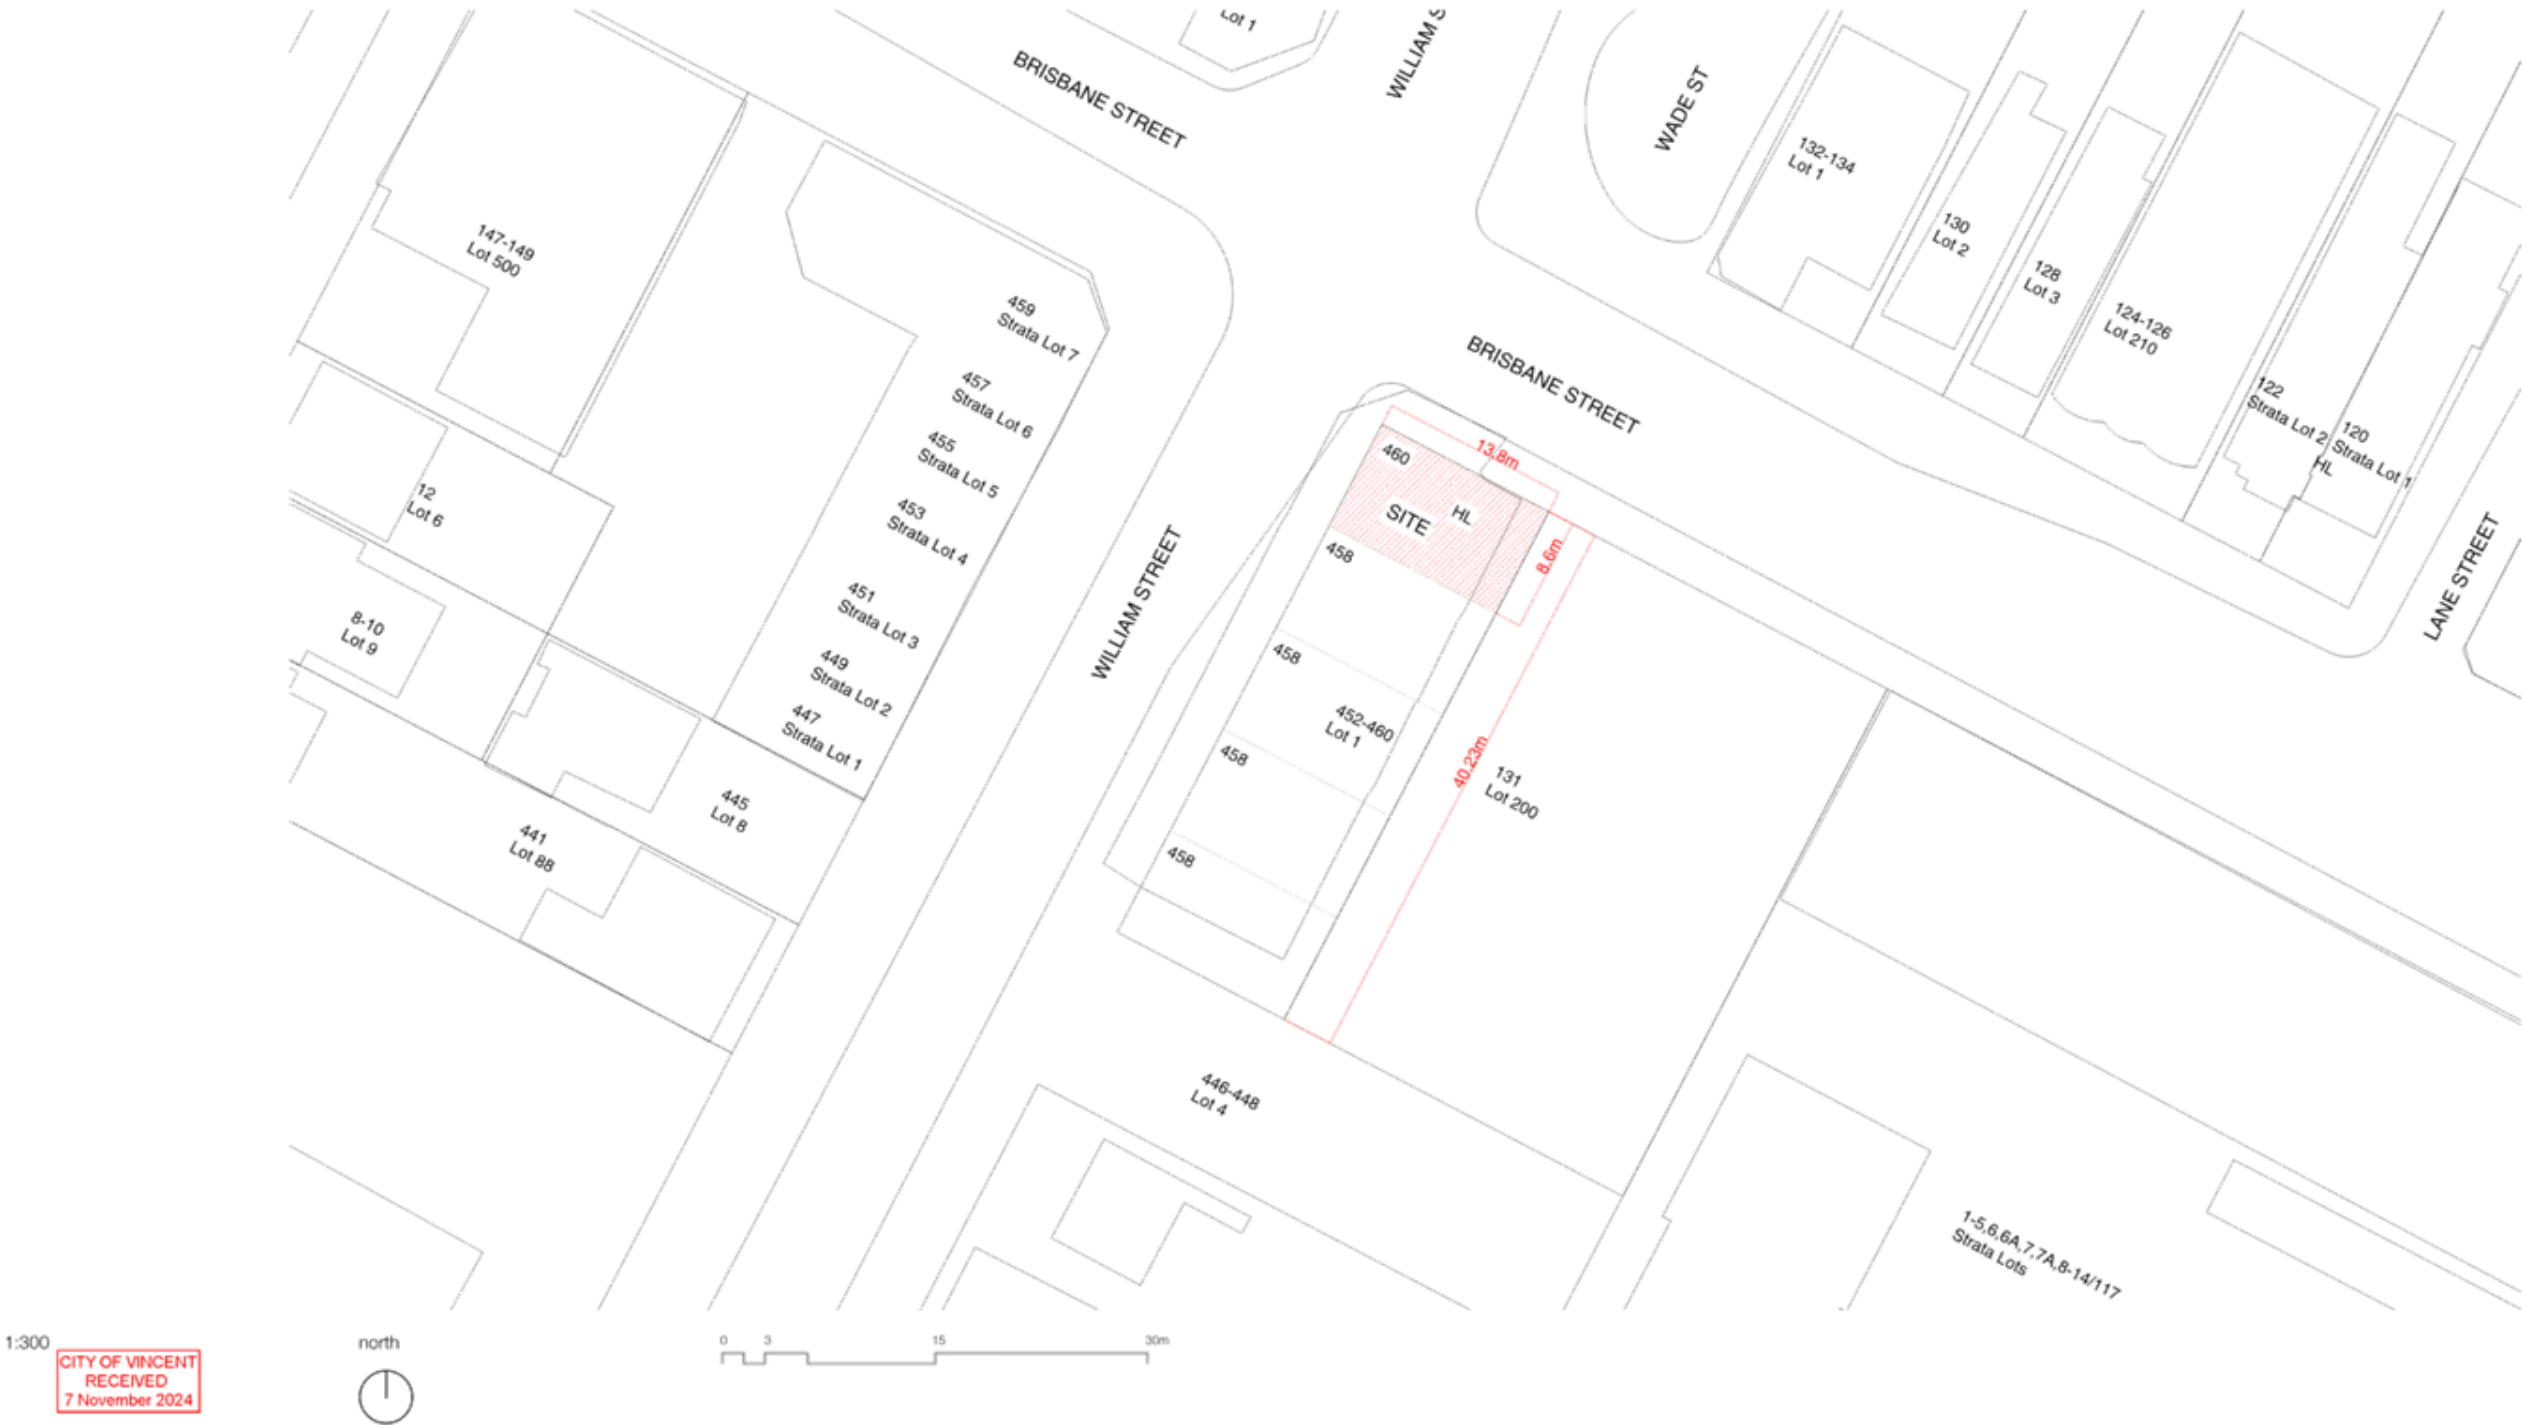 Lot 1
WILLIAM S
BRISBANE STREET
WADE ST
132-134
Lot 1
130
Lot 2
128
Lot 3
124-126
Lot 210
122
Strata Lot 2
120
Strata Lot 1
HL
LANE STREET
147-149
Lot 500
459
Strata Lot 7
457
Strata Lot 6
455
Strata Lot 5
453
Strata Lot 4
451
Strata Lot 3
449
Strata Lot 2
447
Strata Lot 1
12
Lot 6
8-10
Lot 9
445
Lot 8
441
Lot 88
WILLIAM STREET
BRISBANE STREET
13.8m
460
SITE
HL
8.6m
458
458
452-460
Lot 1
458
458
40.23m
131
Lot 200
446-448
Lot 4
1-5,6,6A,7,7A,8-14/117
Strata Lots
1:300
CITY OF VINCENT
RECEIVED
7 November 2024
north
0 3 15 30m